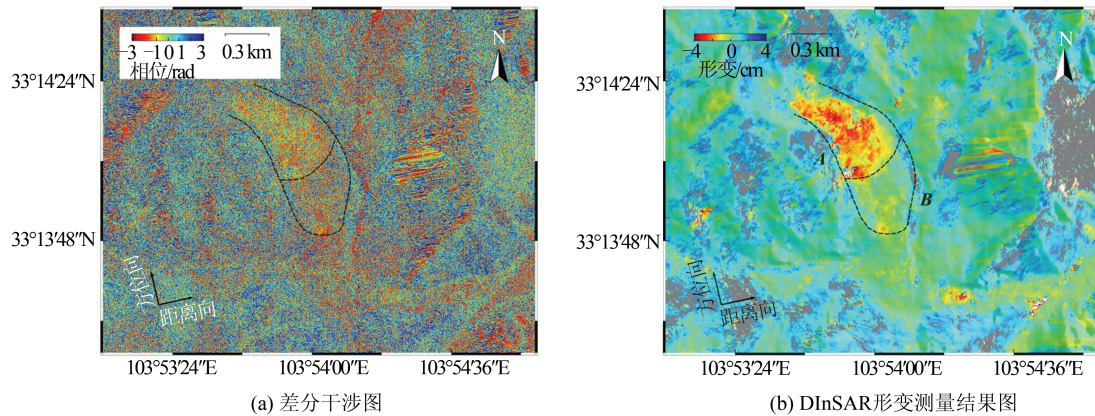 −3 −1 0 1 3
相位/rad
0.3 km
N
33°14′24″N
33°13′48″N
方位向
距离向
103°53′24″E
103°54′00″E
103°54′36″E
(a) 差分干涉图
−4 0 4
形变/cm
0.3 km
N
33°14′24″N
A
B
33°13′48″N
方位向
距离向
103°53′24″E
103°54′00″E
103°54′36″E
(b) DInSAR形变测量结果图